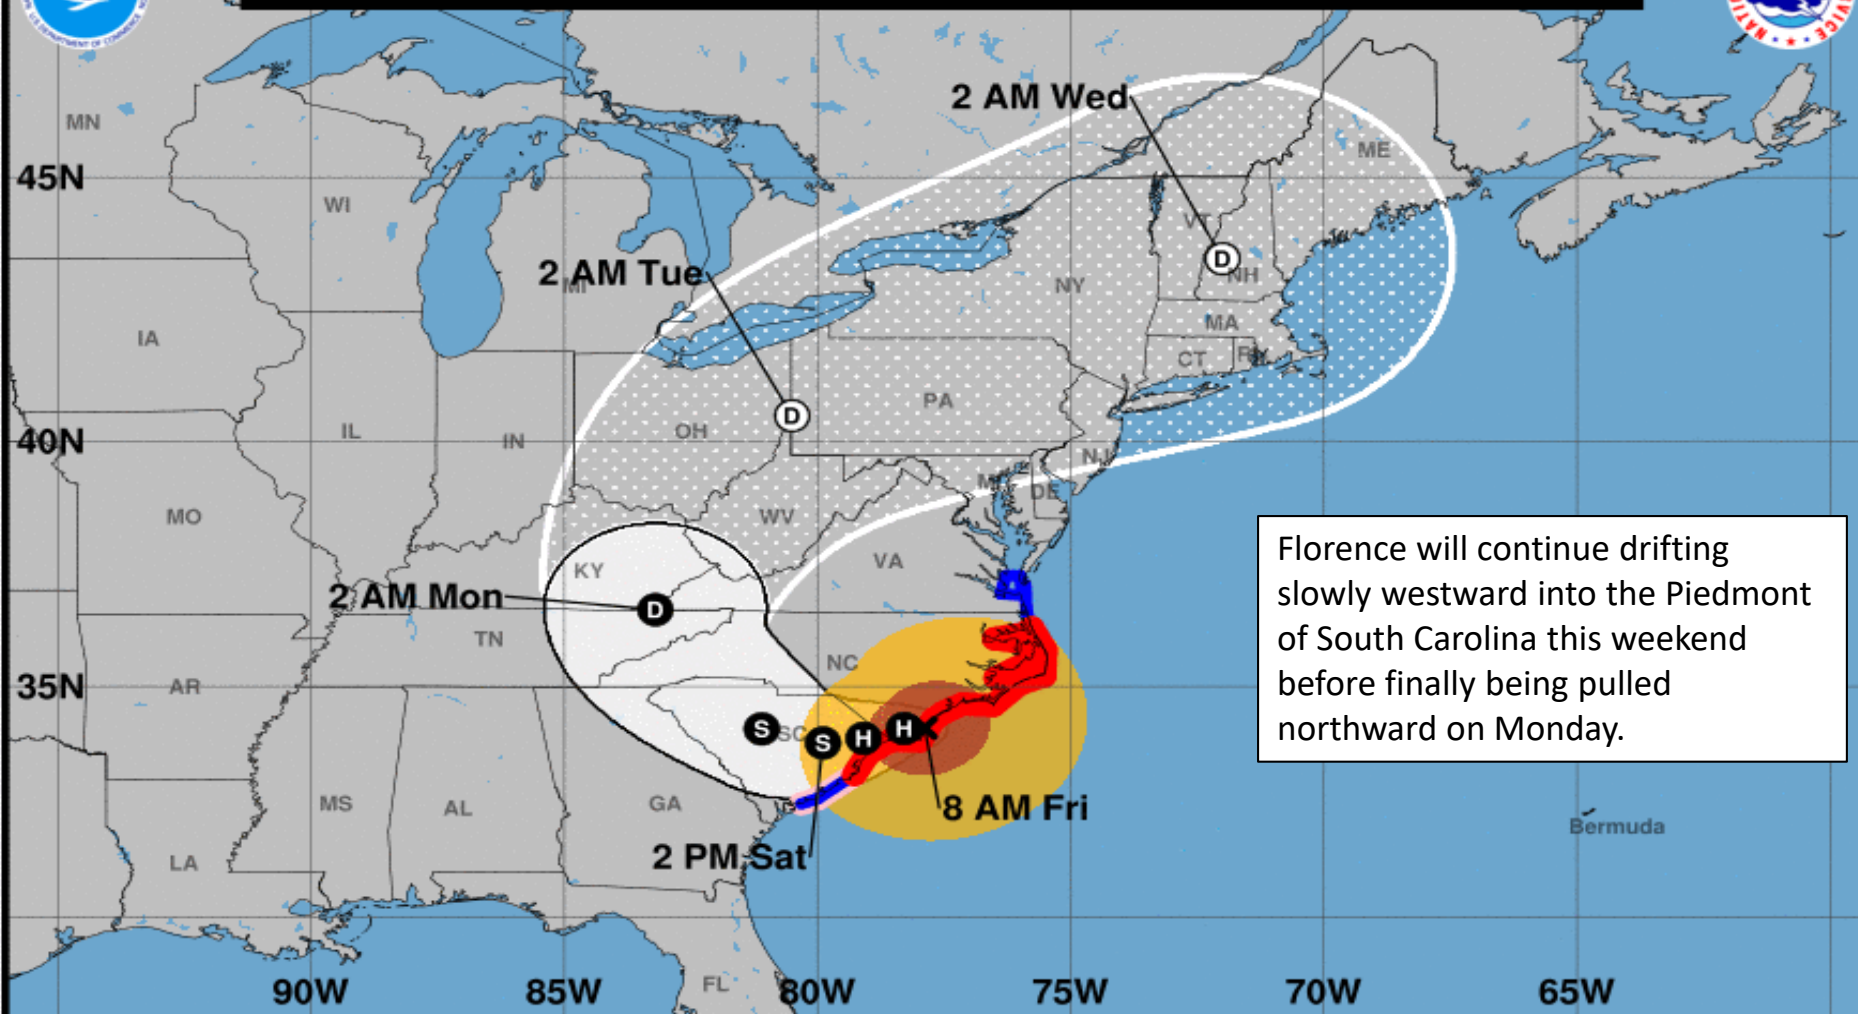 U.S. DEPARTMENT OF COMMERCE
2 AM Wed
MN
ME
45N
WI
VT
D
2 AM Tue
MI
NH
NY
MA
IA
CT
RI
D
PA
OH
40N
IL
IN
NJ
MD
DE
MO
WV
VA
KY
2 AM Mon
D
TN
NC
35N
AR
S
SC
S
H
H
MS
AL
GA
8 AM Fri
2 PM Sat
LA
Florence will continue drifting
slowly westward into the Piedmont
of South Carolina this weekend
before finally being pulled
northward on Monday.
Bermuda
FL
90W
85W
80W
75W
70W
65W